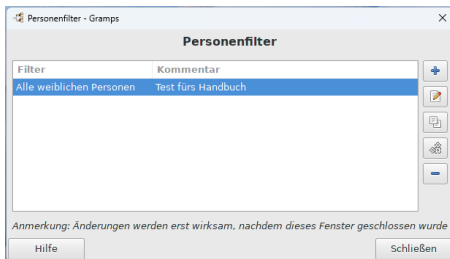 Personenfilter - Gramps
Personenfilter
Filter Kommentar
Alle weiblichen Personen Test fürs Handbuch
Anmerkung: Änderungen werden erst wirksam, nachdem dieses Fenster geschlossen wurde
Hilfe Schließen